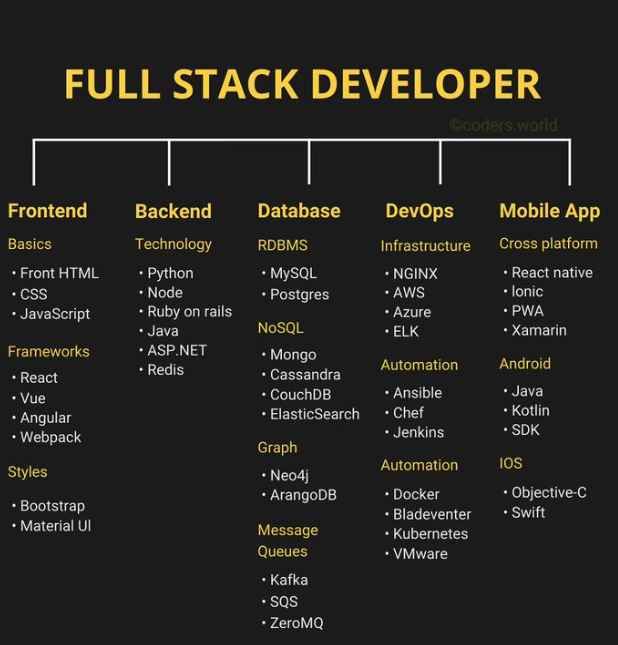 FULL STACK DEVELOPER
©coders.world
Frontend
Basics
• Front HTML
• CSS
• JavaScript
Frameworks
• React
• Vue
• Angular
• Webpack
Styles
• Bootstrap
• Material UI
Backend
Technology
• Python
• Node
• Ruby on rails
• Java
• ASP.NET
• Redis
Database
RDBMS
• MySQL
• Postgres
NoSQL
• Mongo
• Cassandra
• CouchDB
• ElasticSearch
Graph
• Neo4j
• ArangoDB
Message
Queues
• Kafka
• SQS
• ZeroMQ
DevOps
Infrastructure
• NGINX
• AWS
• Azure
• ELK
Automation
• Ansible
• Chef
• Jenkins
Automation
• Docker
• Bladeventer
• Kubernetes
• VMware
Mobile App
Cross platform
• React native
• Ionic
• PWA
• Xamarin
Android
• Java
• Kotlin
• SDK
IOS
• Objective-C
• Swift